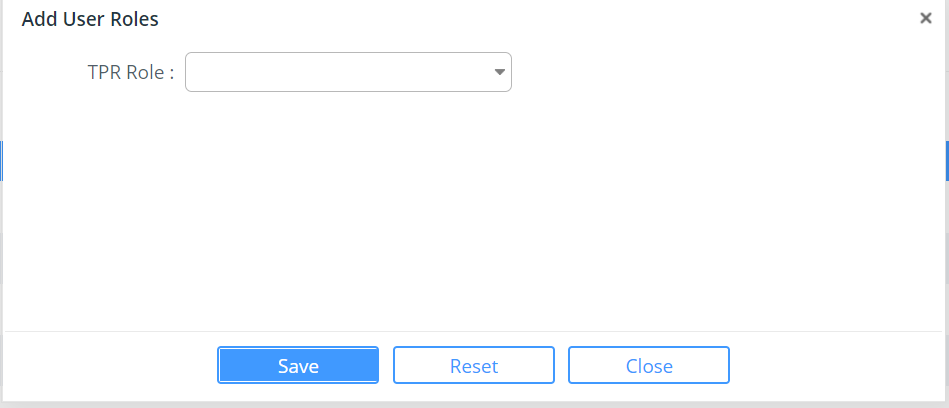 Add User Roles
TPR Role :
Save
Reset
Close